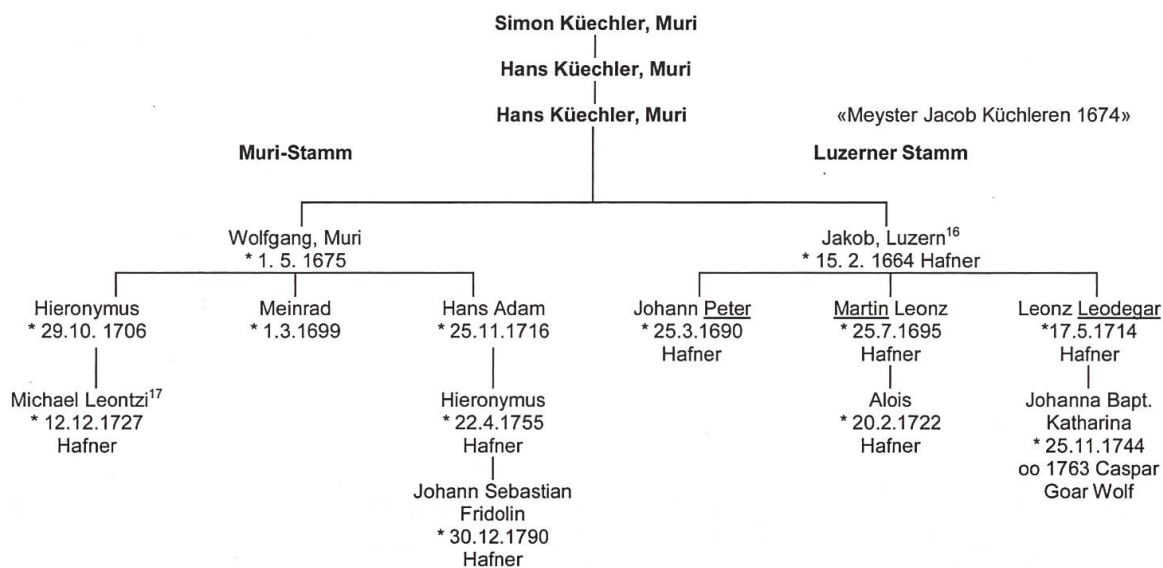 Simon Küechler, Muri
Hans Küechler, Muri
Hans Küechler, Muri
«Meyster Jacob Küchleren 1674»
Muri-Stamm
Luzerner Stamm
Wolfgang, Muri
* 1. 5. 1675
Jakob, Luzern16
* 15. 2. 1664 Hafner
Hieronymus
* 29.10. 1706
Meinrad
* 1.3.1699
Hans Adam
* 25.11.1716
Johann Peter
* 25.3.1690
Hafner
Martin Leonz
* 25.7.1695
Hafner
Leonz Leodegar
*17.5.1714
Hafner
Michael Leontzi17
* 12.12.1727
Hafner
Hieronymus
* 22.4.1755
Hafner
Alois
* 20.2.1722
Hafner
Johanna Bapt.
Katharina
* 25.11.1744
oo 1763 Caspar
Goar Wolf
Johann Sebastian
Fridolin
* 30.12.1790
Hafner